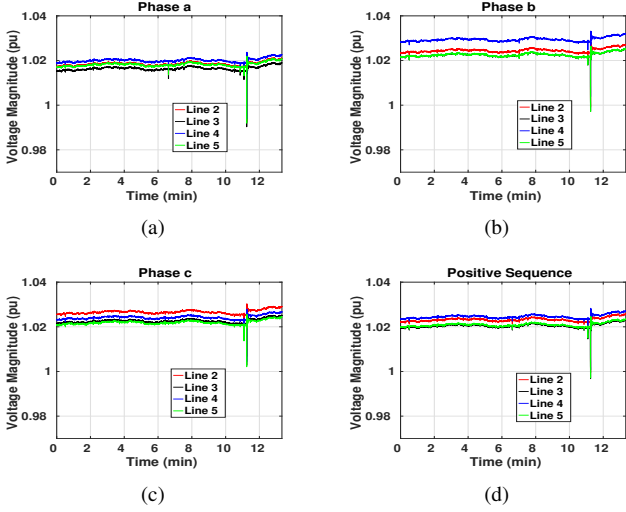 Phase a
Voltage Magnitude (pu)
1.04
1.02
1
0.98
Line 2
Line 3
Line 4
Line 5
0 2 4 6 8 10 12
Time (min)
(a)
Phase b
Voltage Magnitude (pu)
1.04
1.02
1
0.98
Line 2
Line 3
Line 4
Line 5
0 2 4 6 8 10 12
Time (min)
(b)
Phase c
Voltage Magnitude (pu)
1.04
1.02
1
0.98
Line 2
Line 3
Line 4
Line 5
0 2 4 6 8 10 12
Time (min)
(c)
Positive Sequence
Voltage Magnitude (pu)
1.04
1.02
1
0.98
Line 2
Line 3
Line 4
Line 5
0 2 4 6 8 10 12
Time (min)
(d)